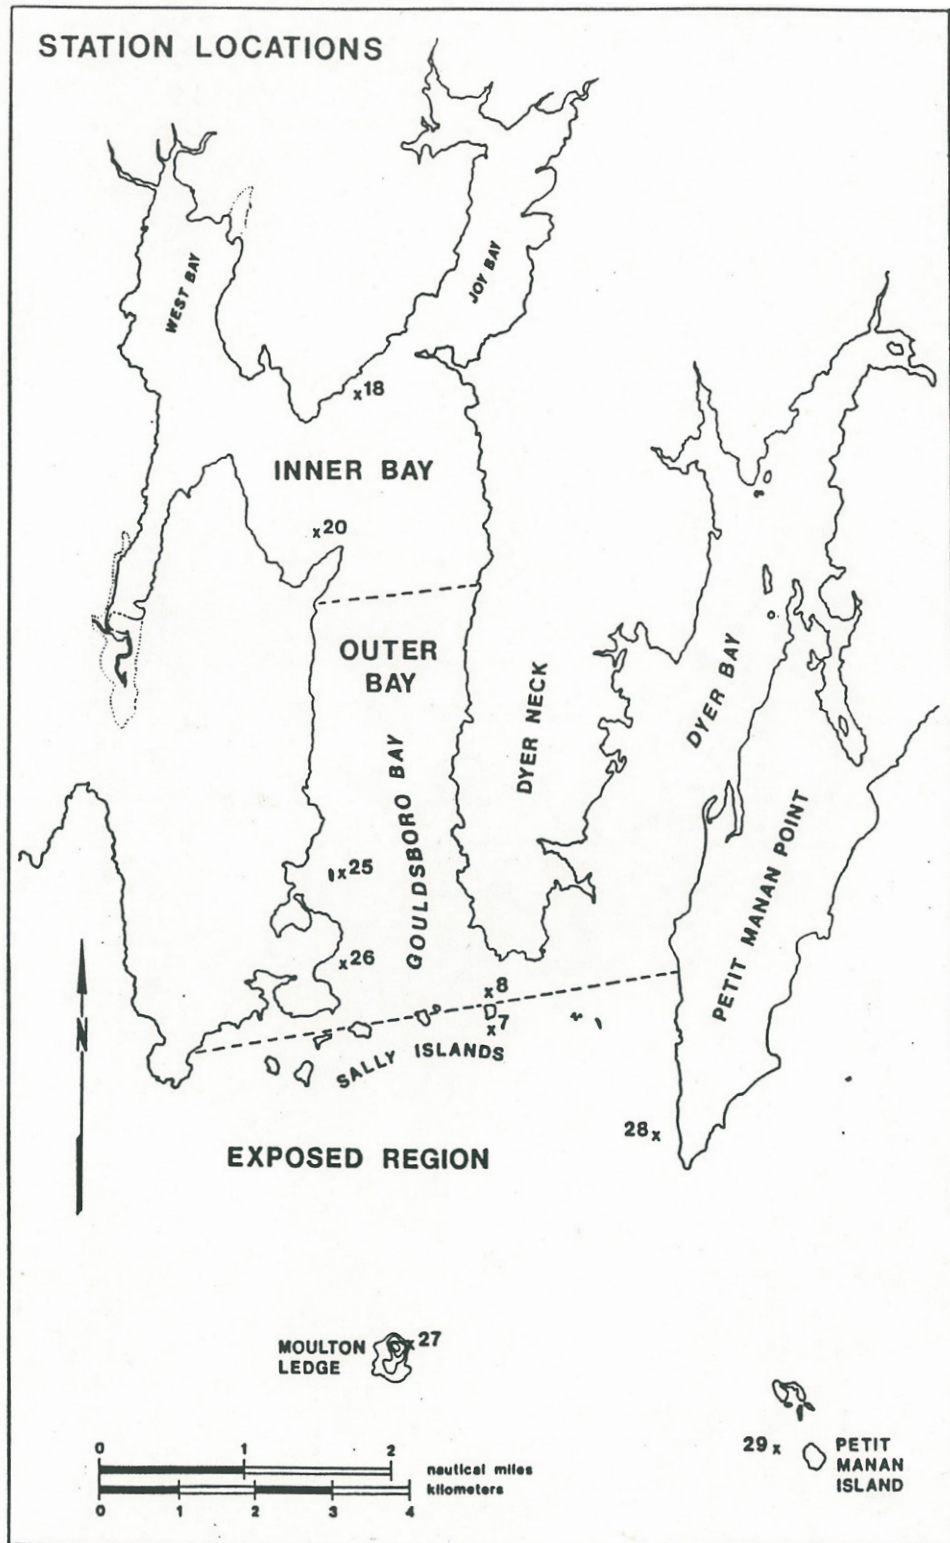 STATION LOCATIONS
WEST BAY
JOY BAY
x18
INNER BAY
x20
OUTER
BAY
GOULDSBORO BAY
DYER NECK
DYER BAY
PETIT MANAN POINT
x25
x26
x8
x7
SALLY ISLANDS
N
28x
EXPOSED REGION
MOULTON
LEDGE
x27
29x
PETIT
MANAN
ISLAND
0 1 2
nautical miles
kilometers
0 1 2 3 4